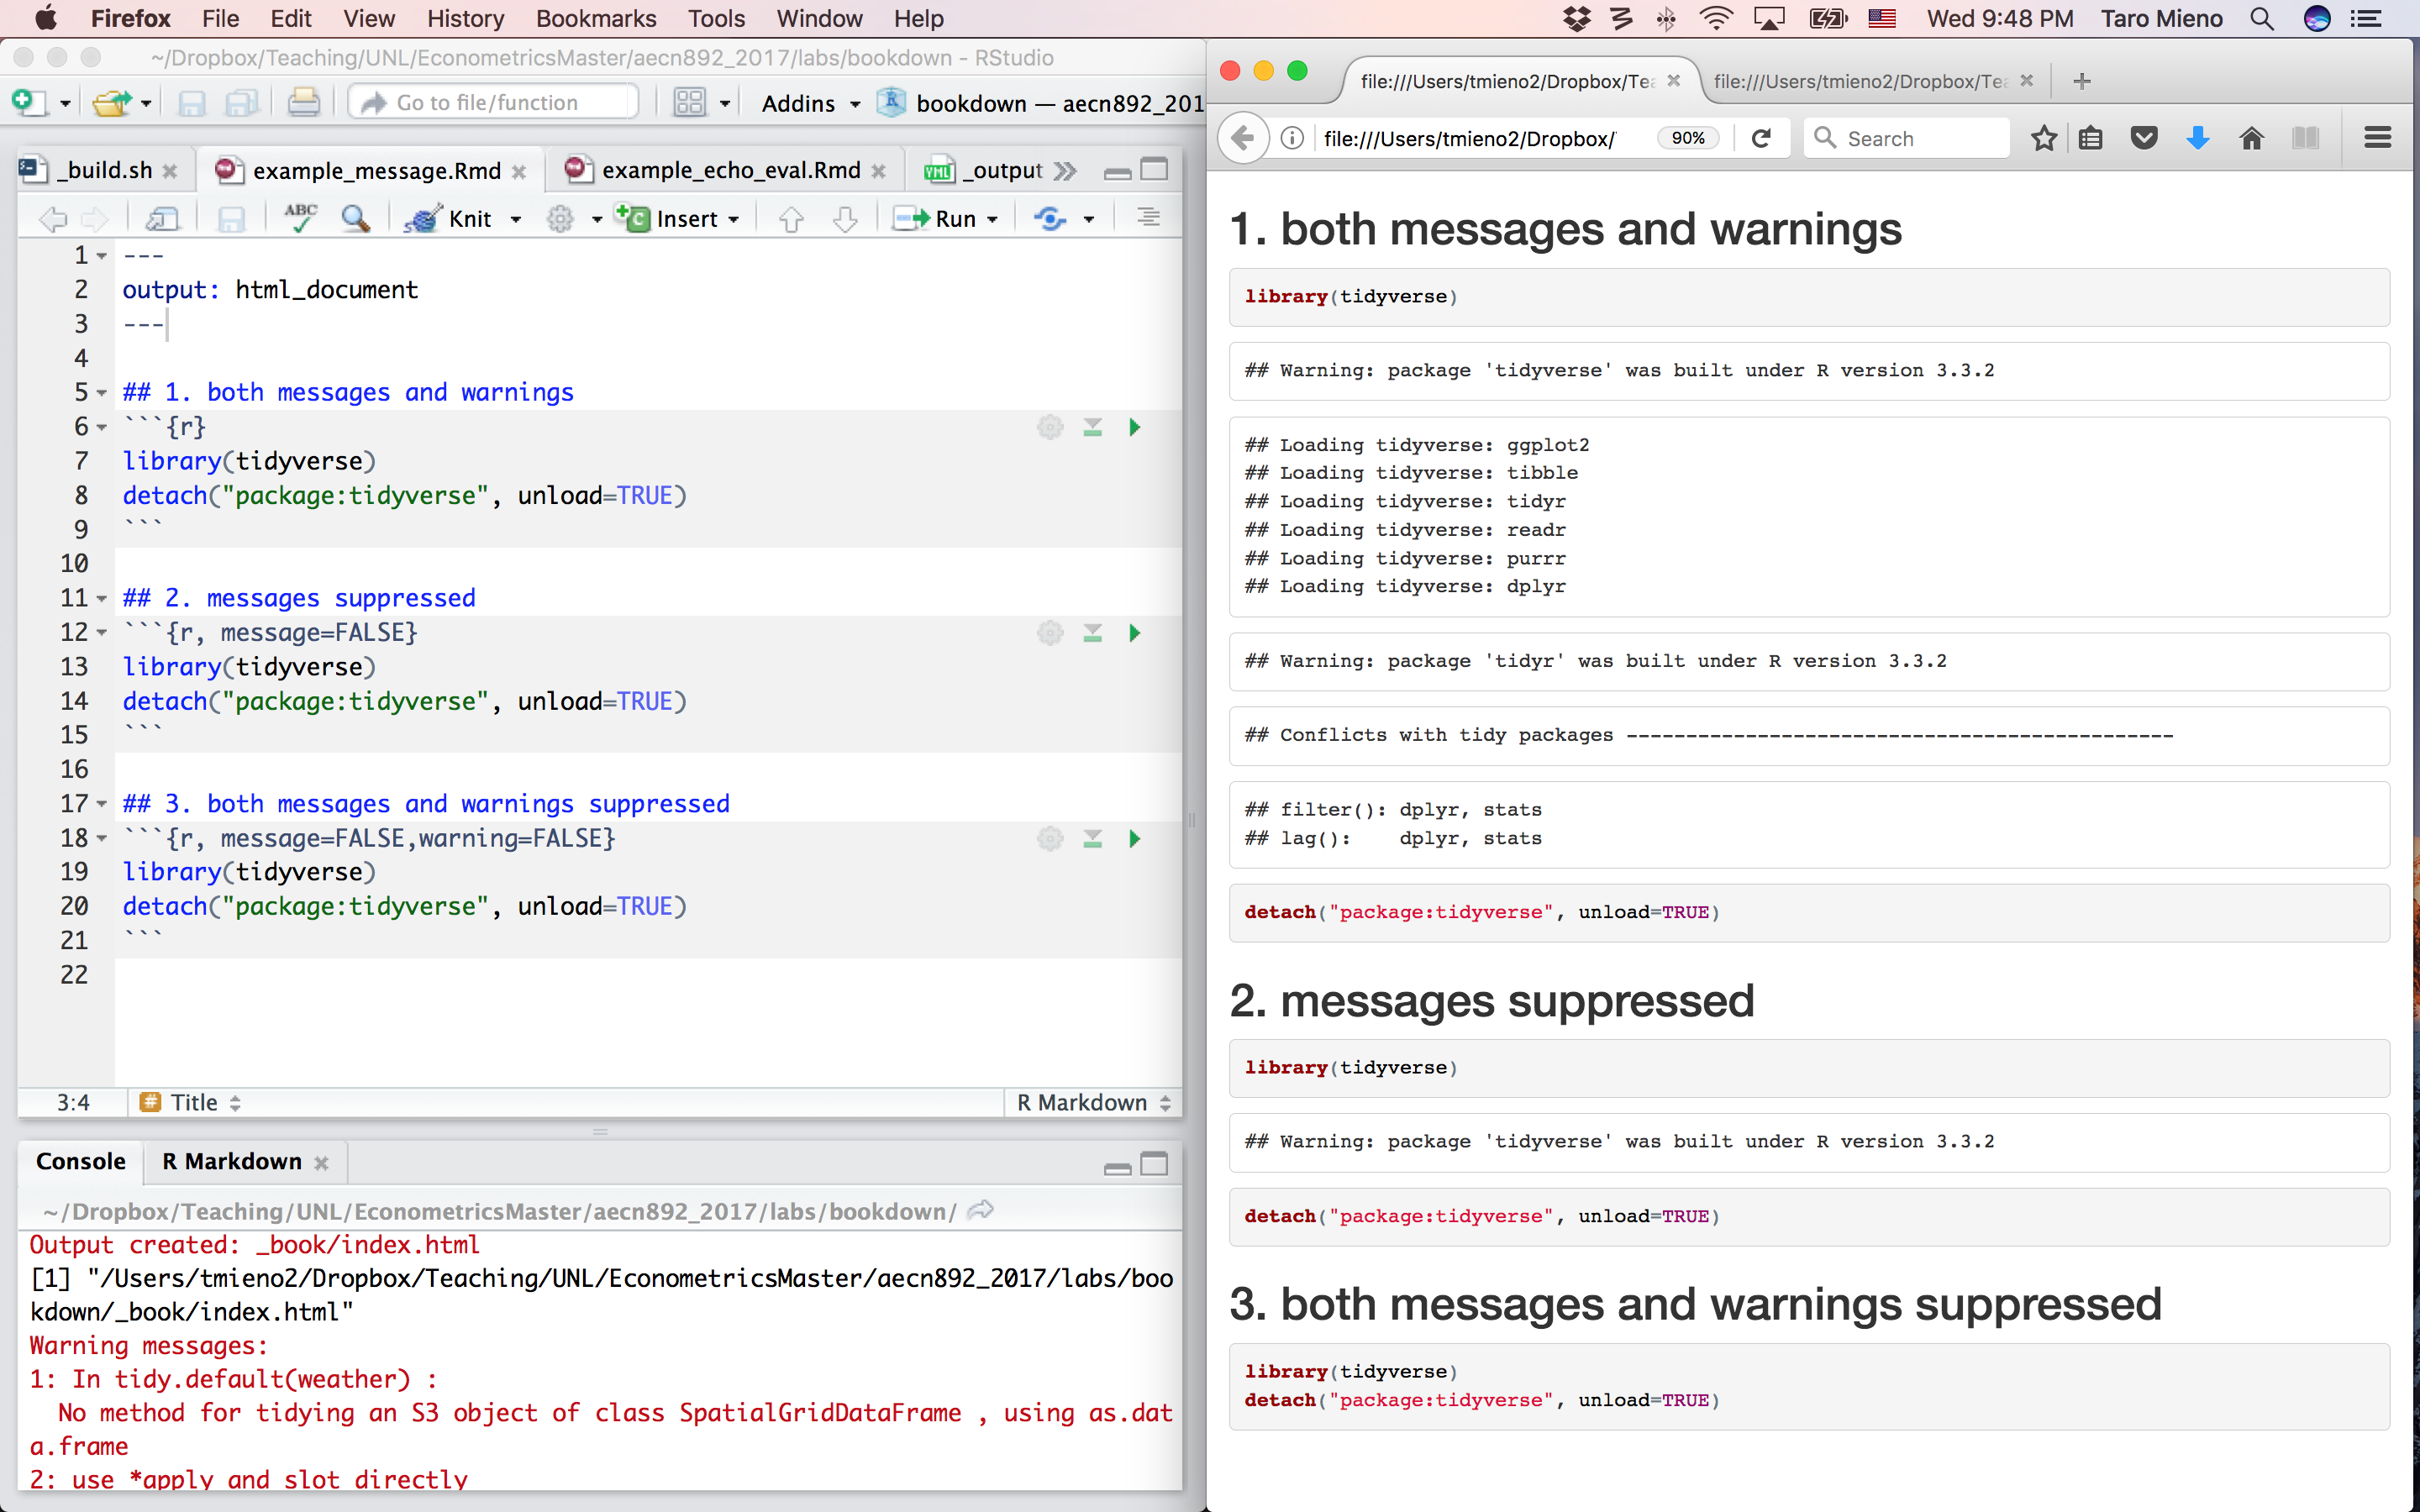 Firefox File Edit View History Bookmarks Tools Window Help Wed 9:48 PM Taro Mieno
~/Dropbox/Teaching/UNL/EconometricsMaster/aecn892_2017/labs/bookdown - RStudio
Go to file/function Addins bookdown — aecn892_201
_build.sh example_message.Rmd example_echo_eval.Rmd YML _output
ABC Knit Insert Run
1 ---
2 output: html_document
3 ---
4
5 ## 1. both messages and warnings
6 ```{r}
7 library(tidyverse)
8 detach("package:tidyverse", unload=TRUE)
9 ```
10
11 ## 2. messages suppressed
12 ```{r, message=FALSE}
13 library(tidyverse)
14 detach("package:tidyverse", unload=TRUE)
15 ```
16
17 ## 3. both messages and warnings suppressed
18 ```{r, message=FALSE,warning=FALSE}
19 library(tidyverse)
20 detach("package:tidyverse", unload=TRUE)
21 ```
22
3:4 # Title R Markdown
Console R Markdown
~/Dropbox/Teaching/UNL/EconometricsMaster/aecn892_2017/labs/bookdown/
Output created: _book/index.html
[1] "/Users/tmieno2/Dropbox/Teaching/UNL/EconometricsMaster/aecn892_2017/labs/boo
kdown/_book/index.html"
Warning messages:
1: In tidy.default(weather) :
  No method for tidying an S3 object of class SpatialGridDataFrame , using as.dat
a.frame
2: use *apply and slot directly
file:///Users/tmieno2/Dropbox/Tea file:///Users/tmieno2/Dropbox/Tea
file:///Users/tmieno2/Dropbox/ 90% Search
1. both messages and warnings
library(tidyverse)
## Warning: package 'tidyverse' was built under R version 3.3.2
## Loading tidyverse: ggplot2
## Loading tidyverse: tibble
## Loading tidyverse: tidyr
## Loading tidyverse: readr
## Loading tidyverse: purrr
## Loading tidyverse: dplyr
## Warning: package 'tidyr' was built under R version 3.3.2
## Conflicts with tidy packages ----------------------------------------------
## filter(): dplyr, stats
## lag():    dplyr, stats
detach("package:tidyverse", unload=TRUE)
2. messages suppressed
library(tidyverse)
## Warning: package 'tidyverse' was built under R version 3.3.2
detach("package:tidyverse", unload=TRUE)
3. both messages and warnings suppressed
library(tidyverse)
detach("package:tidyverse", unload=TRUE)